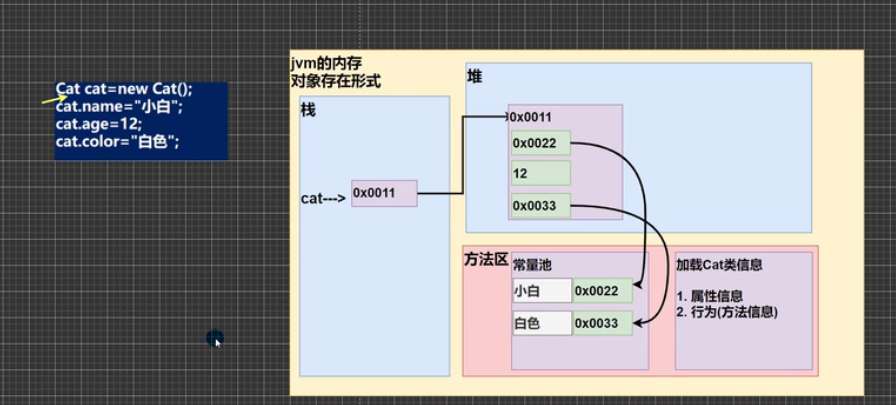 Cat cat=new Cat();
cat.name="小白";
cat.age=12;
cat.color="白色";
jvm的内存
对象存在形式
栈
cat---> 0x0011
堆
0x0011
0x0022
12
0x0033
方法区
常量池
小白 0x0022
白色 0x0033
加载Cat类信息
1. 属性信息
2. 行为(方法信息)